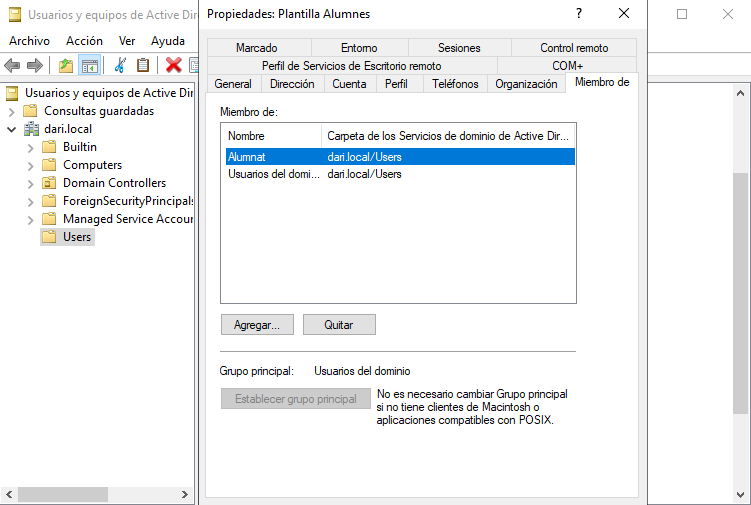 Usuarios y equipos de Active Dir
Archivo Acción Ver Ayuda
Usuarios y equipos de Active Dir
Consultas guardadas
dari.local
Builtin
Computers
Domain Controllers
ForeignSecurityPrincipals
Managed Service Accour
Users
Propiedades: Plantilla Alumnes
Marcado Entorno Sesiones Control remoto
Perfil de Servicios de Escritorio remoto COM+
General Dirección Cuenta Perfil Teléfonos Organización Miembro de
Miembro de:
Nombre Carpeta de los Servicios de dominio de Active Dir...
Alumnat dari.local/Users
Usuarios del domi... dari.local/Users
Agregar... Quitar
Grupo principal: Usuarios del dominio
Establecer grupo principal
No es necesario cambiar Grupo principal
si no tiene clientes de Macintosh o
aplicaciones compatibles con POSIX.